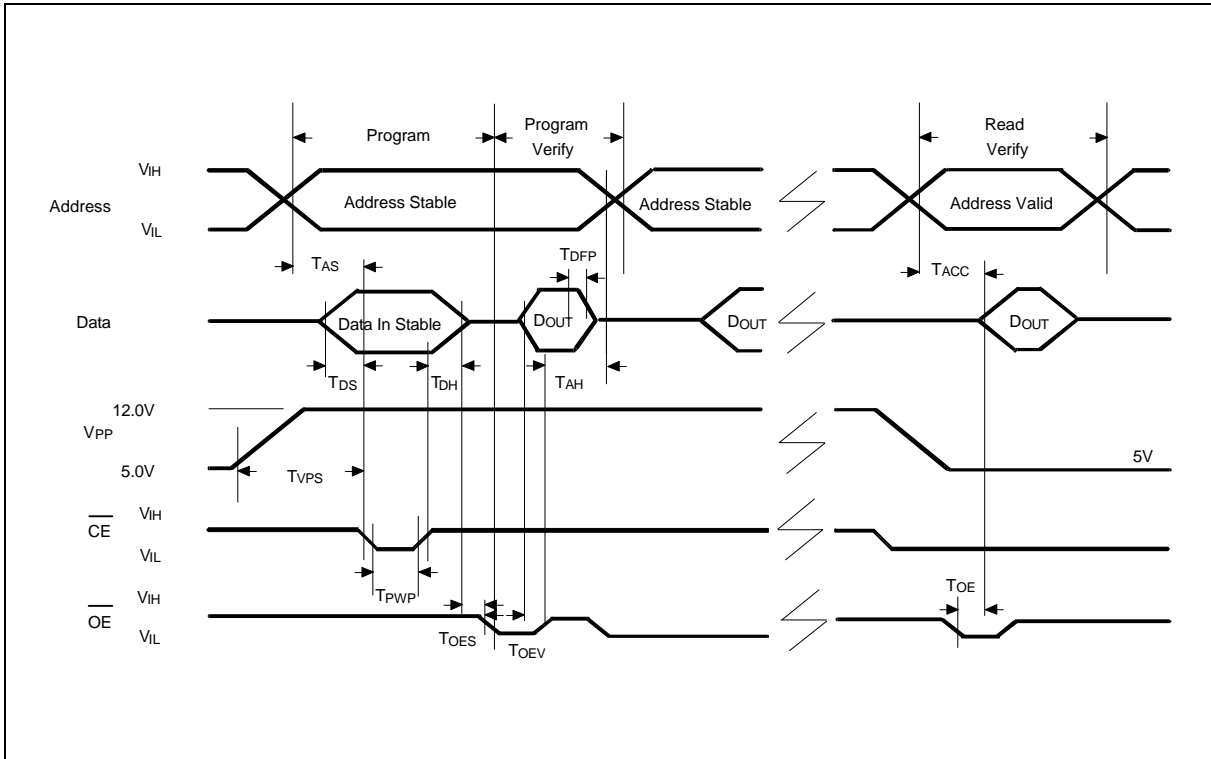 Program
Program
Verify
Read
Verify
VIH
Address
VIL
Address Stable
Address Stable
Address Valid
TAS
TDFP
TACC
Data
Data In Stable
DOUT
DOUT
DOUT
TDS
TDH
TAH
12.0V
VPP
5.0V
TVPS
5V
VIH
CE
VIL
TPWP
VIH
OE
VIL
TOES
TOEV
TOE